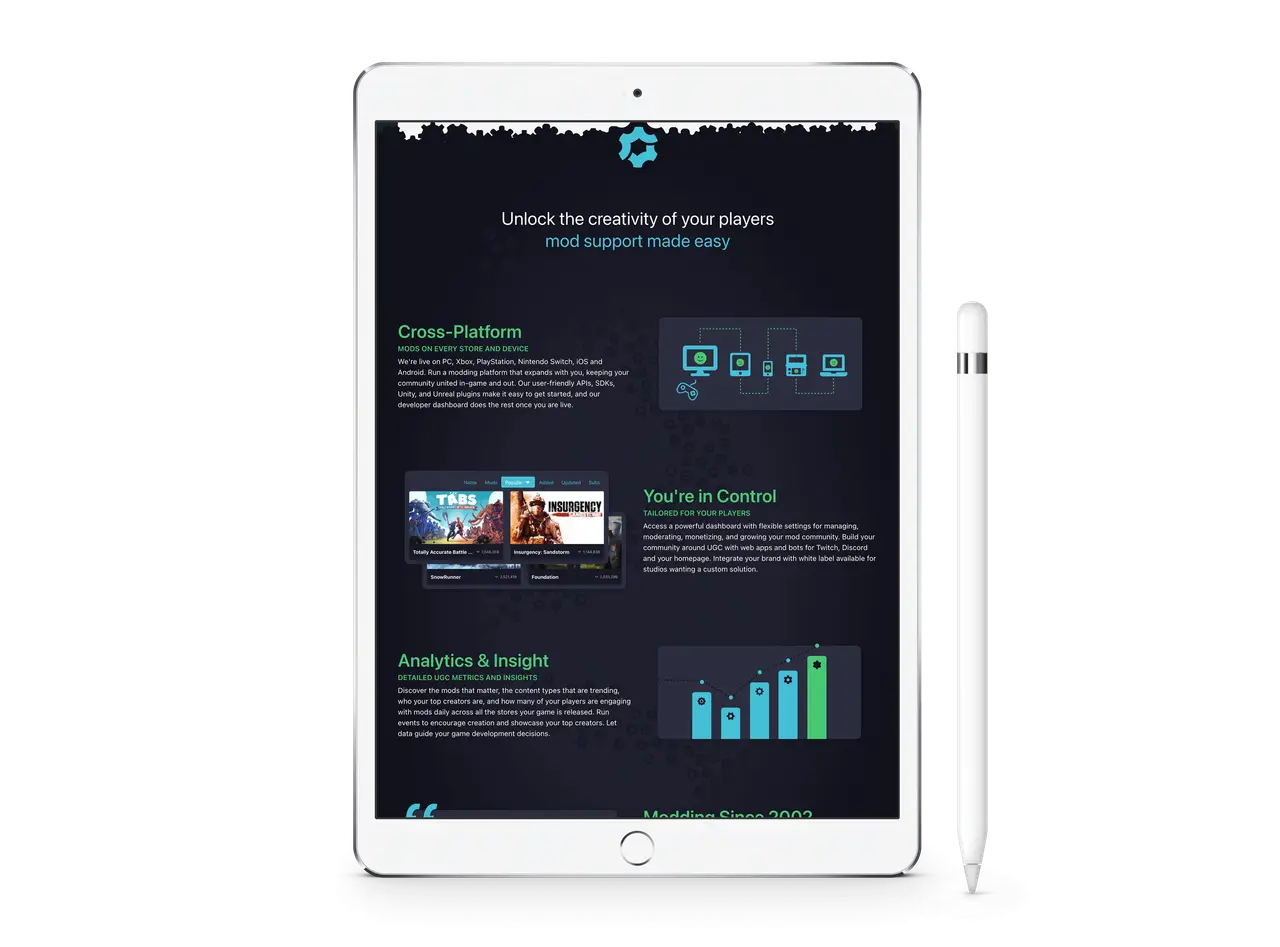 Unlock the creativity of your players
mod support made easy
Cross-Platform
MODS ON EVERY STORE AND DEVICE
We're live on PC, Xbox, PlayStation, Nintendo Switch, iOS and
Android. Run a modding platform that expands with you, keeping your
community united in-game and out. Our user-friendly APIs, SDKs,
Unity, and Unreal plugins make it easy to get started, and our
developer dashboard does the rest once you are live.
Name Mods Popular Added Updated Subs
TABS
INSURGENCY
SANDSTORM
Totally Accurate Battle ...
Insurgency: Sandstorm
SnowRunner
Foundation
You're in Control
TAILORED FOR YOUR PLAYERS
Access a powerful dashboard with flexible settings for managing,
moderating, monetizing, and growing your mod community. Build your
community around UGC with web apps and bots for Twitch, Discord
and your homepage. Integrate your brand with white label available for
studios wanting a custom solution.
Analytics & Insight
DETAILED UGC METRICS AND INSIGHTS
Discover the mods that matter, the content types that are trending,
who your top creators are, and how many of your players are engaging
with mods daily across all the stores your game is released. Run
events to encourage creation and showcase your top creators. Let
data guide your game development decisions.
“
Modding Since 2002